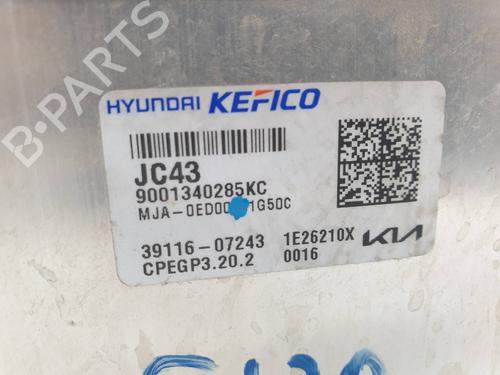 B-PARTS
HYUNDAI KEFICO
JC43
9001340285KC
39116-07243 1E26210X KIA
CPEGP3.20.2 0016